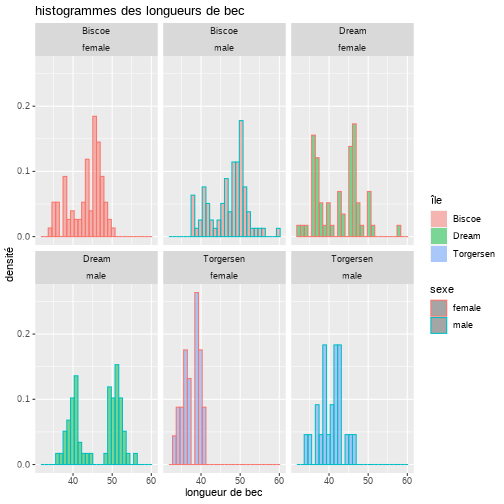 histogrammes des longueurs de bec
Biscoe Biscoe Dream
female male female
0.2
0.1
0.0
densité
Dream Torgersen Torgersen
male female male
0.2
0.1
0.0
40 50 60 40 50 60 40 50 60
longueur de bec
île
Biscoe
Dream
Torgersen
sexe
female
male